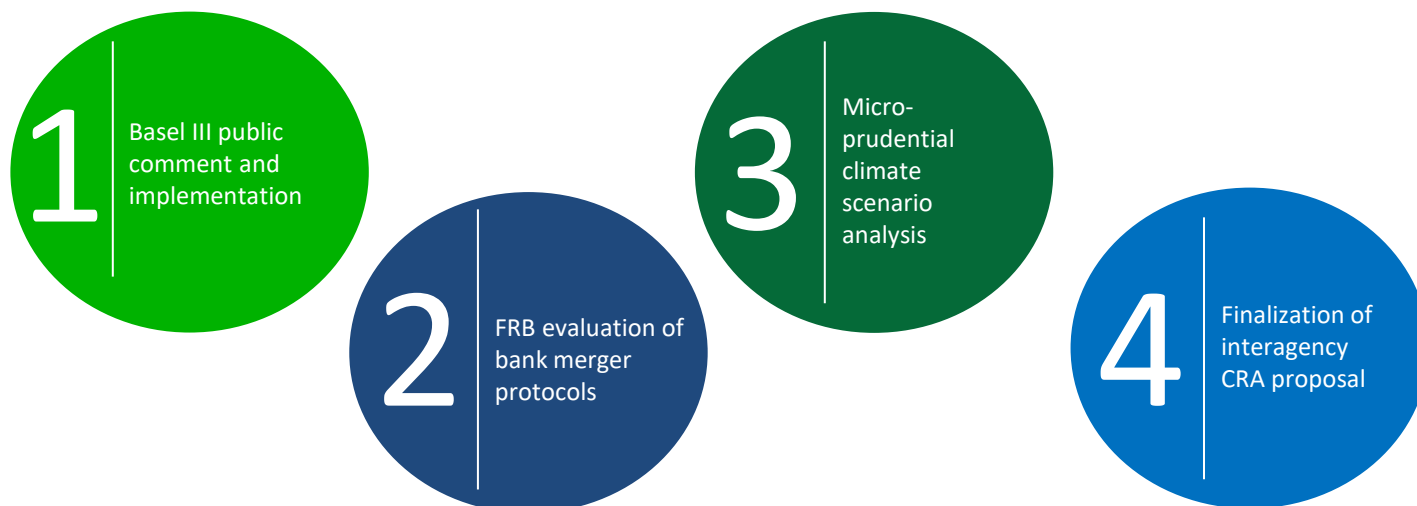 1
Basel III public
comment and
implementation
2
FRB evaluation of
bank merger
protocols
3
Micro-
prudential
climate
scenario
analysis
4
Finalization of
interagency
CRA proposal